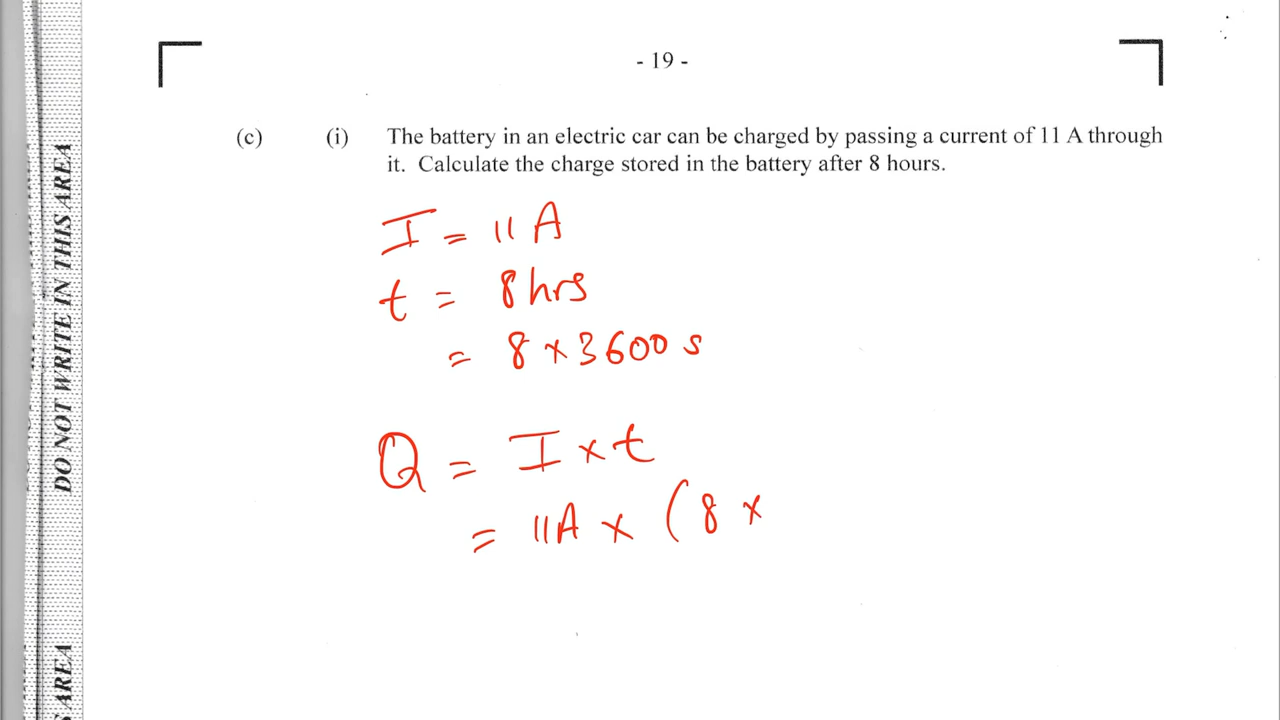 - 19 -
(c) (i) The battery in an electric car can be charged by passing a current of 11 A through
it. Calculate the charge stored in the battery after 8 hours.
I = 11 A
t = 8 hrs
= 8 × 3600 s
Q = I × t
= 11A × (8 ×
DO NOT WRITE IN THIS AREA
S AREA